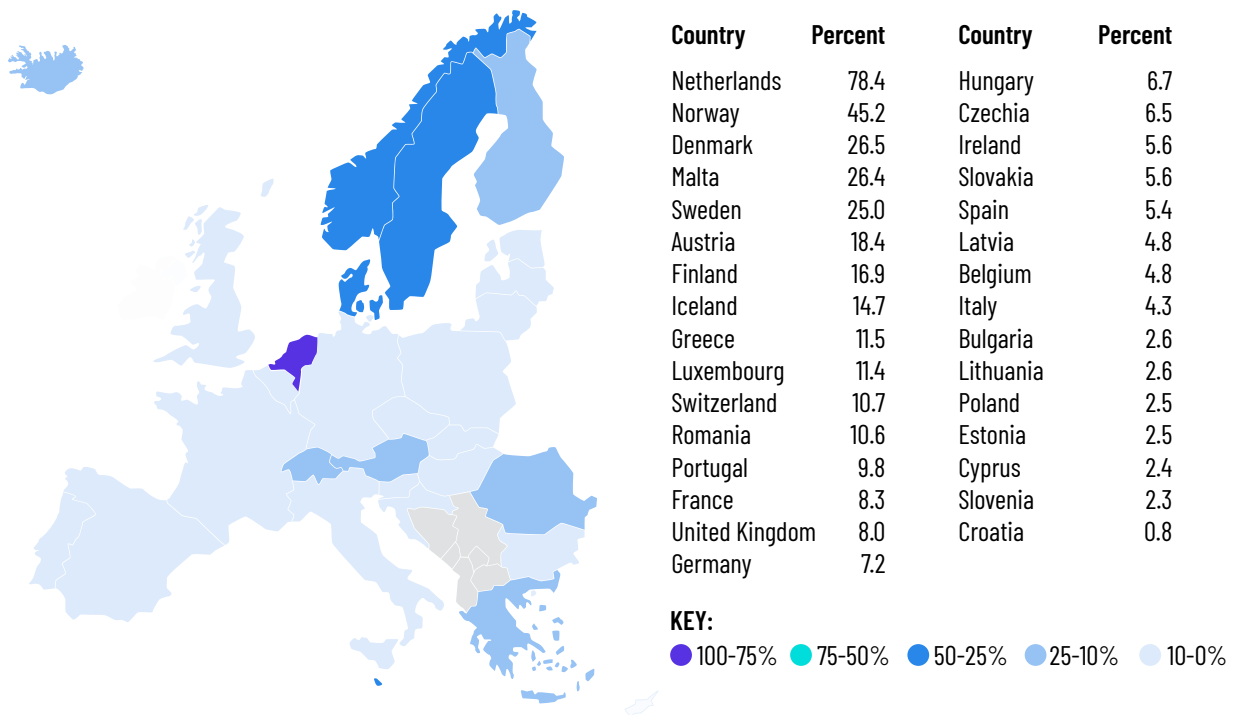 Country Percent Country Percent
Netherlands 78.4 Hungary 6.7
Norway 45.2 Czechia 6.5
Denmark 26.5 Ireland 5.6
Malta 26.4 Slovakia 5.6
Sweden 25.0 Spain 5.4
Austria 18.4 Latvia 4.8
Finland 16.9 Belgium 4.8
Iceland 14.7 Italy 4.3
Greece 11.5 Bulgaria 2.6
Luxembourg 11.4 Lithuania 2.6
Switzerland 10.7 Poland 2.5
Romania 10.6 Estonia 2.5
Portugal 9.8 Cyprus 2.4
France 8.3 Slovenia 2.3
United Kingdom 8.0 Croatia 0.8
Germany 7.2
KEY:
100-75% 75-50% 50-25% 25-10% 10-0%